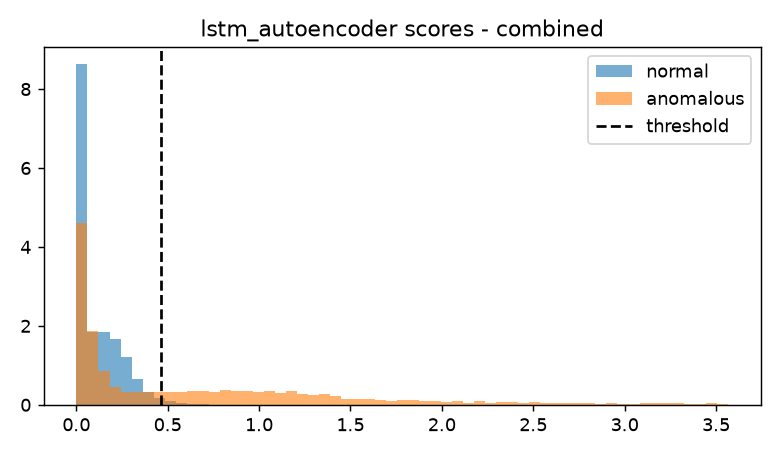 lstm_autoencoder scores - combined
normal
anomalous
threshold
8
6
4
2
0
0.0 0.5 1.0 1.5 2.0 2.5 3.0 3.5